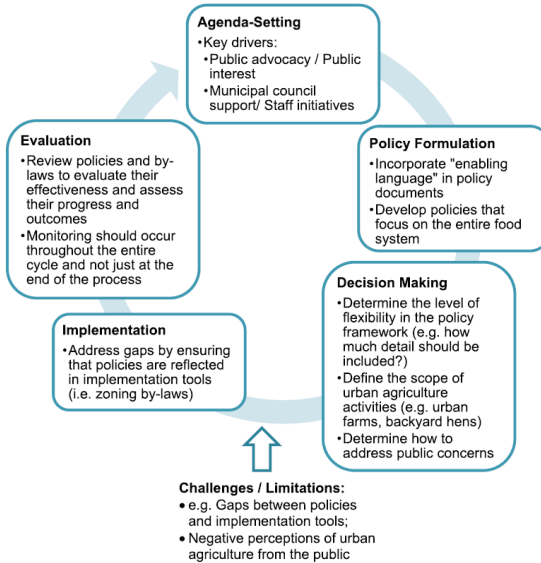 Agenda-Setting
•Key drivers:
•Public advocacy / Public
interest
•Municipal council
support/ Staff initiatives
Policy Formulation
•Incorporate "enabling
language" in policy
documents
•Develop policies that
focus on the entire food
system
Decision Making
•Determine the level of
flexibility in the policy
framework (e.g. how
much detail should be
included?)
•Define the scope of
urban agriculture
activities (e.g. urban
farms, backyard hens)
•Determine how to
address public concerns
Implementation
•Address gaps by ensuring
that policies are reflected
in implementation tools
(i.e. zoning by-laws)
Evaluation
•Review policies and by-
laws to evaluate their
effectiveness and assess
their progress and
outcomes
•Monitoring should occur
throughout the entire
cycle and not just at the
end of the process
Challenges / Limitations:
• e.g. Gaps between policies
and implementation tools;
• Negative perceptions of urban
agriculture from the public